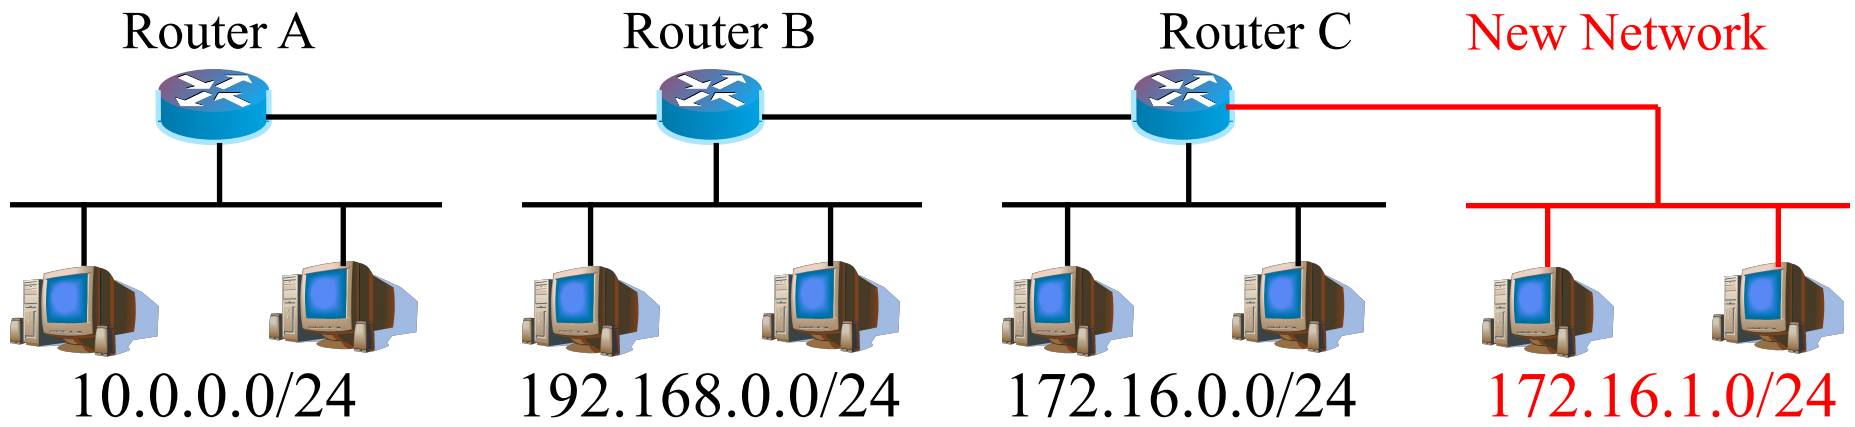 Router A
Router B
Router C
New Network
10.0.0.0/24
192.168.0.0/24
172.16.0.0/24
172.16.1.0/24